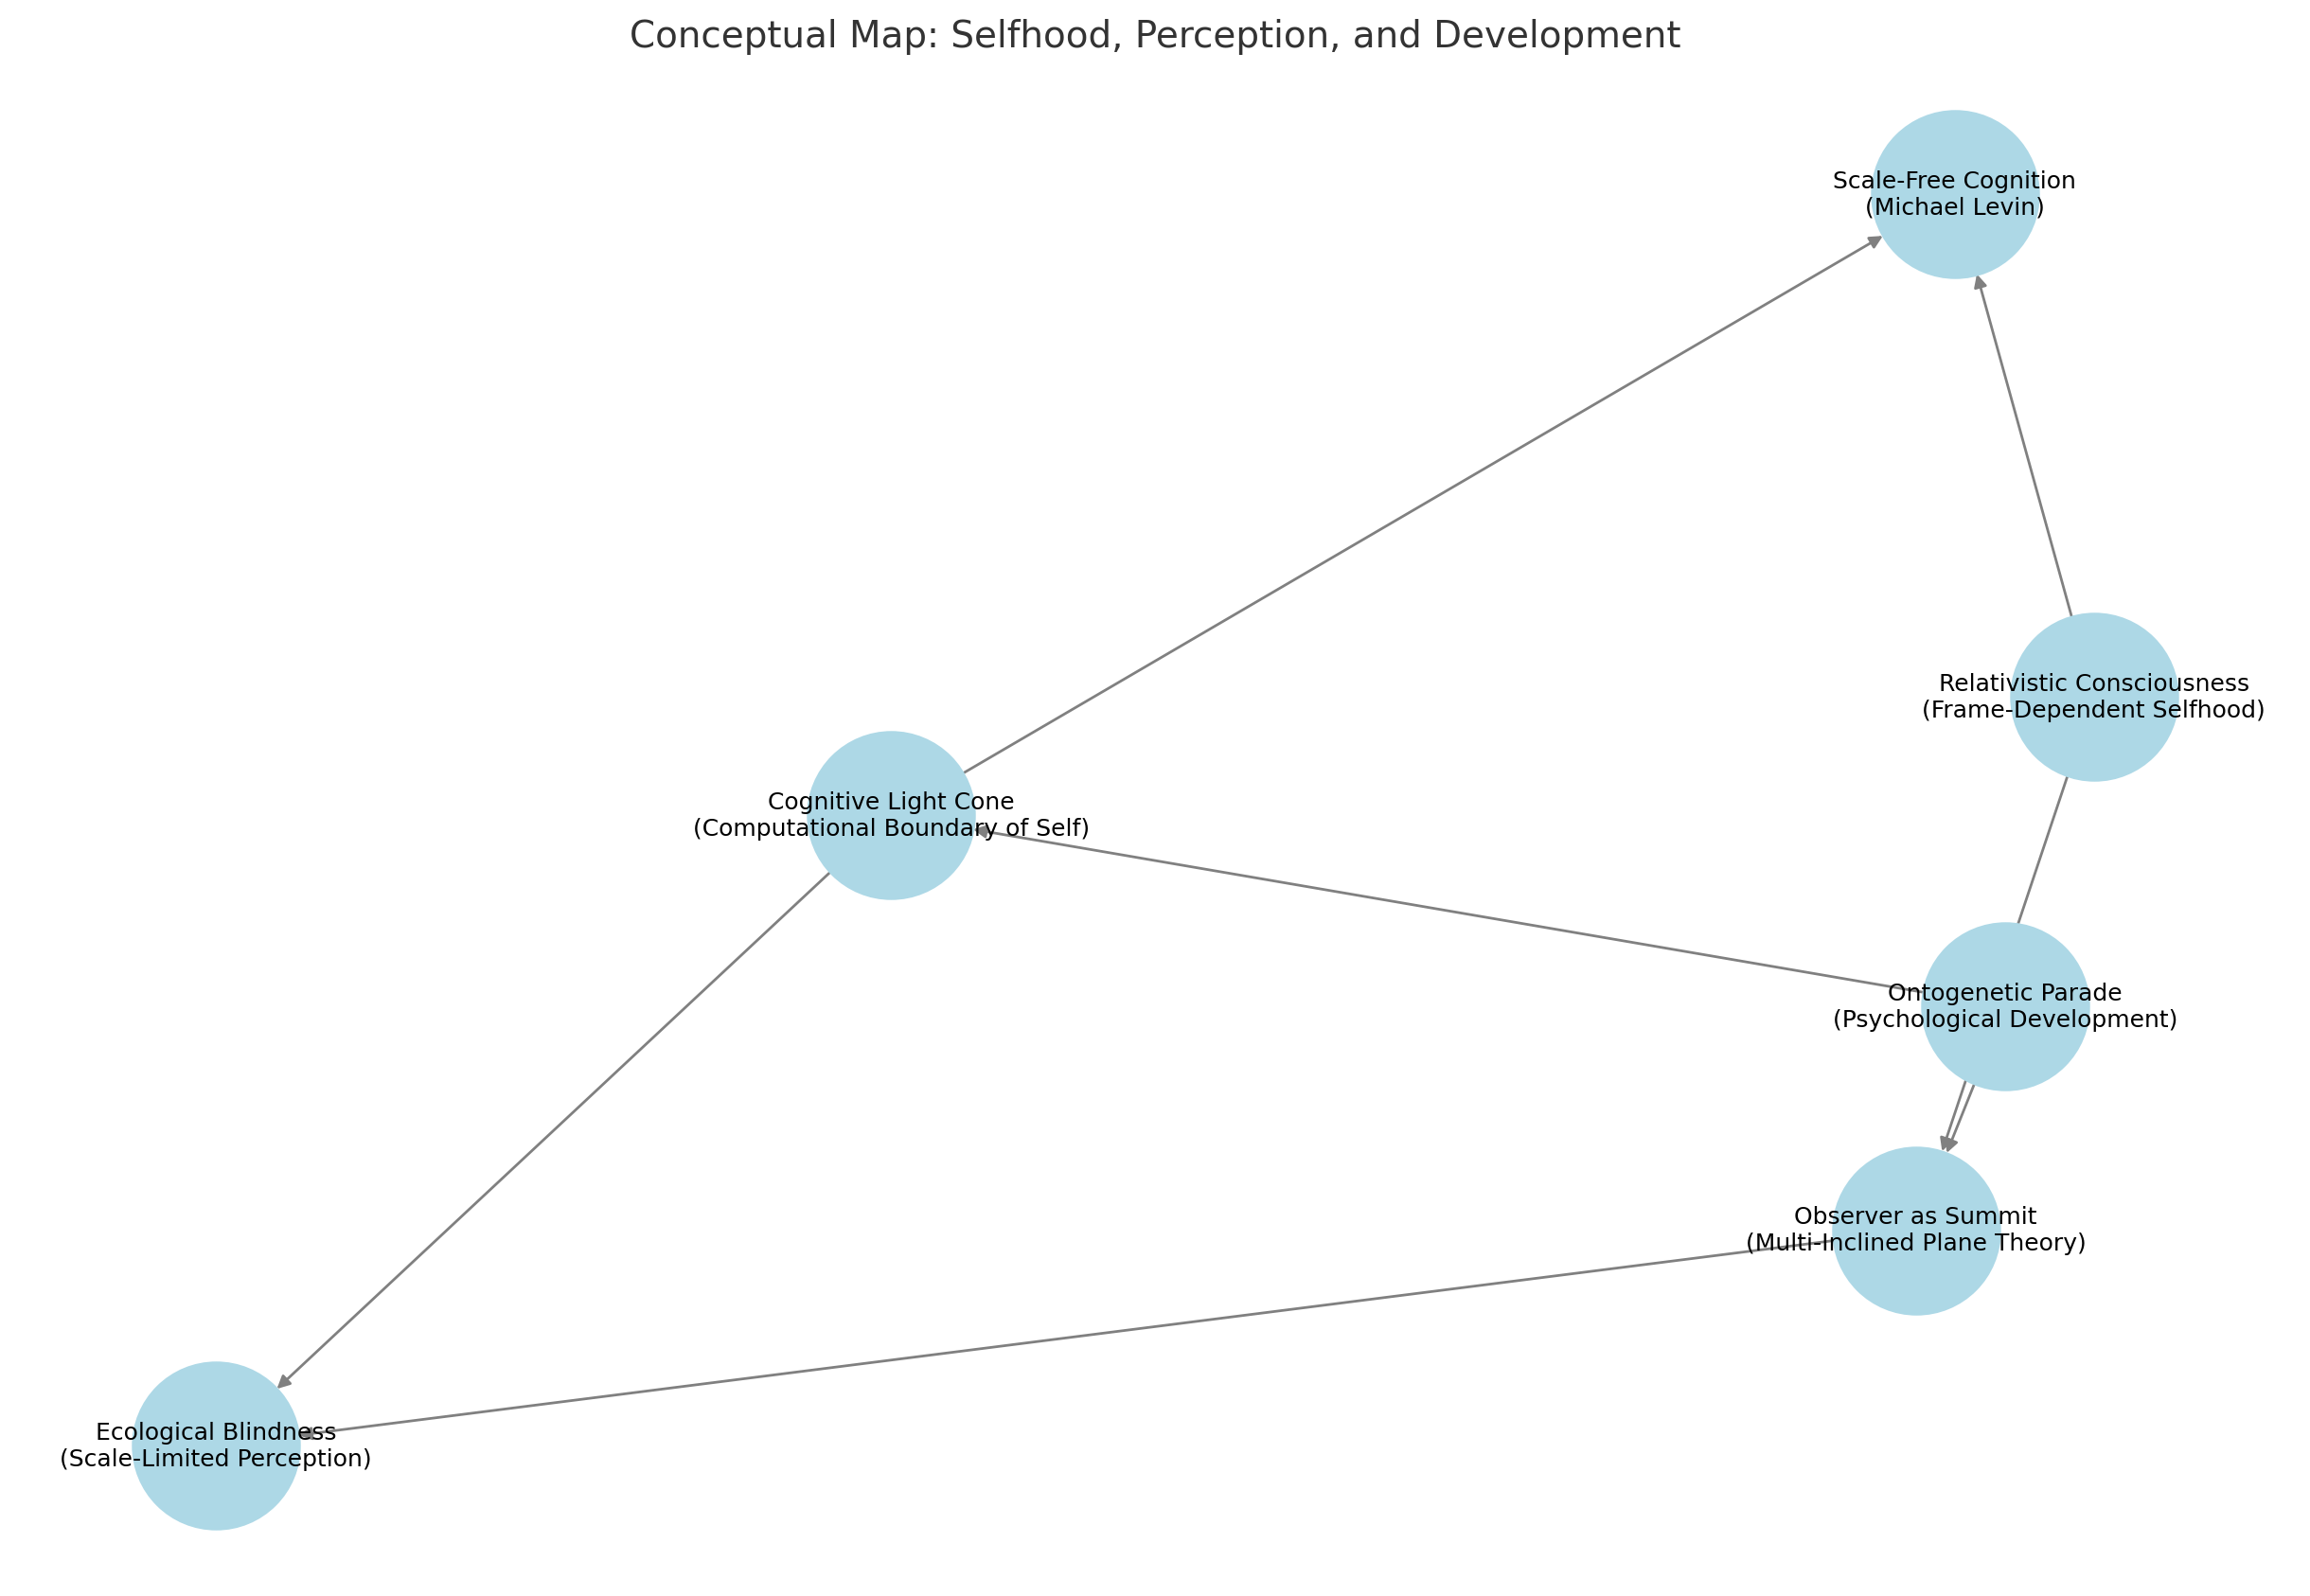 Conceptual Map: Selfhood, Perception, and Development
Scale-Free Cognition
(Michael Levin)
Relativistic Consciousness
(Frame-Dependent Selfhood)
Cognitive Light Cone
(Computational Boundary of Self)
Ontogenetic Parade
(Psychological Development)
Observer as Summit
(Multi-Inclined Plane Theory)
Ecological Blindness
(Scale-Limited Perception)